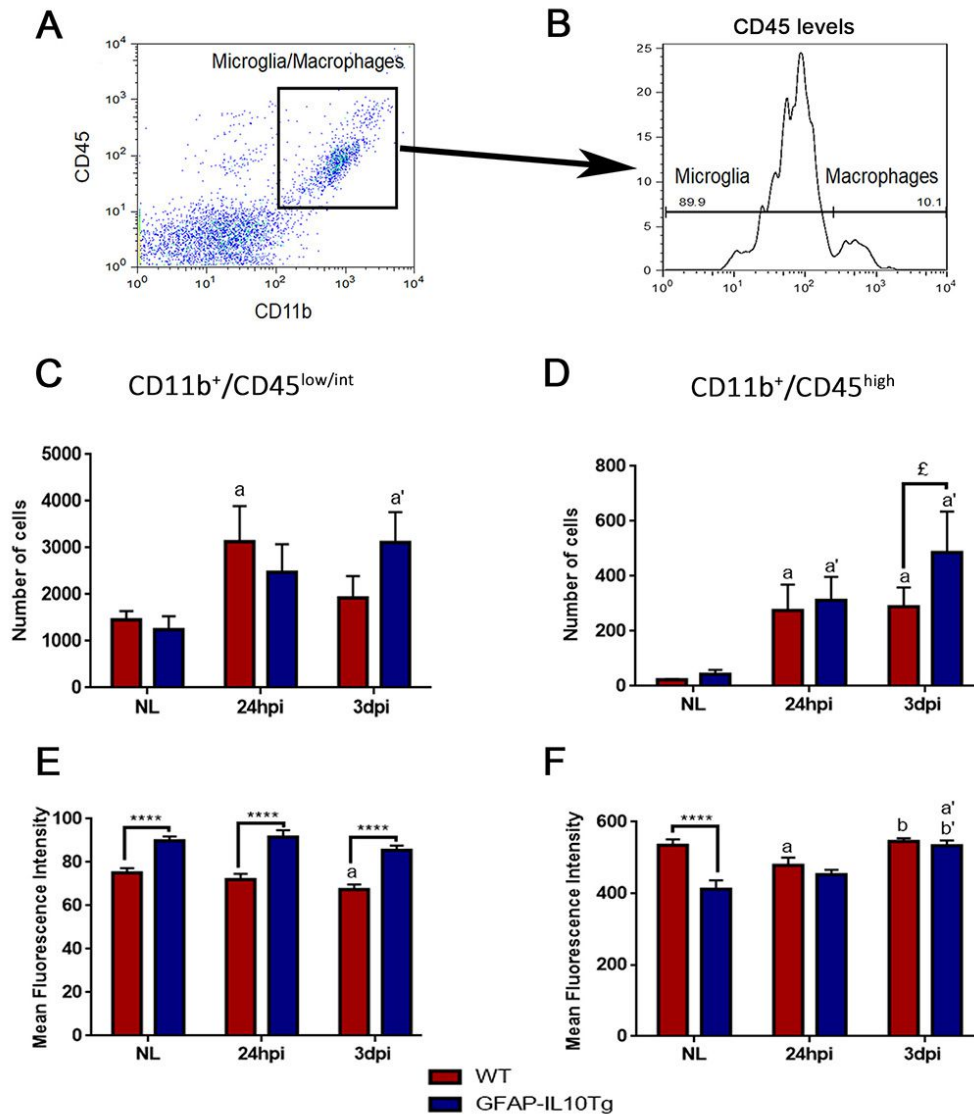 A
B
CD45 levels
Microglia/Macrophages
CD45
10⁴
10³
10²
10¹
10⁰
10⁰ 10¹ 10² 10³ 10⁴
CD11b
25
20
15
10
5
0
Microglia
Macrophages
89.9
10.1
10⁰ 10¹ 10² 10³ 10⁴
C
CD11b⁺/CD45ˡᵒʷ/ⁱⁿᵗ
Number of cells
5000
4000
3000
2000
1000
0
a
a'
NL 24hpi 3dpi
D
CD11b⁺/CD45ʰⁱᵍʰ
Number of cells
800
600
400
200
0
a
a'
a
£
a'
NL 24hpi 3dpi
E
Mean Fluorescence Intensity
100
80
60
40
20
0
****
****
****
a
NL 24hpi 3dpi
F
Mean Fluorescence Intensity
600
400
200
0
****
a
b
a'
b'
NL 24hpi 3dpi
WT
GFAP-IL10Tg